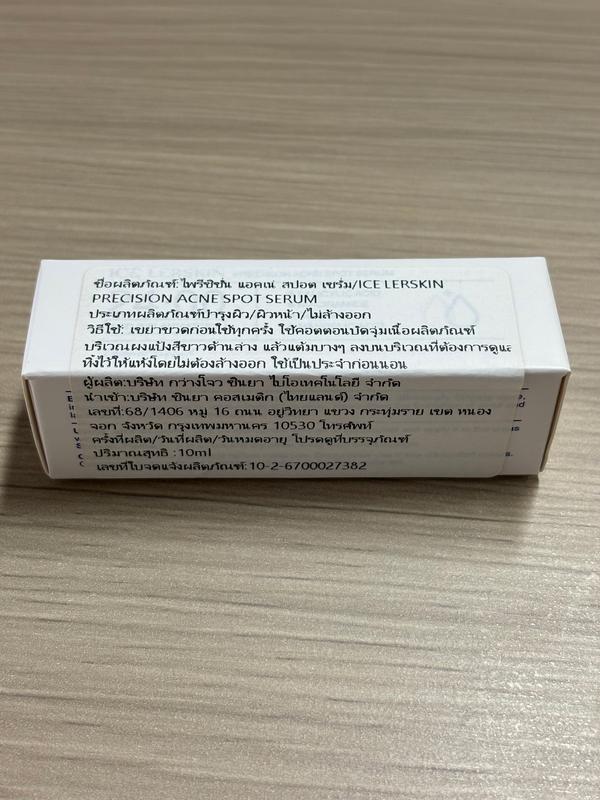 ชื่อผลิตภัณฑ์:ไพรีซิชั่น แอคเน่ สปอต เซรั่ม/ICE LERSKIN
PRECISION ACNE SPOT SERUM
ประเภทผลิตภัณฑ์บำรุงผิว/ผิวหน้า/ไม่ล้างออก
วิธีใช้: เขย่าขวดก่อนใช้ทุกครั้ง ใช้คอตตอนบัดจุ่มเนื้อผลิตภัณฑ์
บริเวณผงแป้งสีขาวด้านล่าง แล้วแต้มบางๆ ลงบนบริเวณที่ต้องการดูแล
ทิ้งไว้ให้แห้งโดยไม่ต้องล้างออก ใช้เป็นประจำก่อนนอน
ผู้ผลิต:บริษัท กว่างโจว ซินยา ไบโอเทคโนโลยี จำกัด
นำเข้า:บริษัท ซินยา คอสเมติก (ไทยแลนด์) จำกัด
เลขที่:68/1406 หมู่ 16 ถนน อยู่วิทยา แขวง กระทุ่มราย เขต หนอง
จอก จังหวัด กรุงเทพมหานคร 10530 โทรศัพท์
ครั้งที่ผลิต/วันที่ผลิต/วันหมดอายุ โปรดดูที่บรรจุภัณฑ์
ปริมาณสุทธิ :10ml
เลขที่ใบจดแจ้งผลิตภัณฑ์:10-2-6700027382